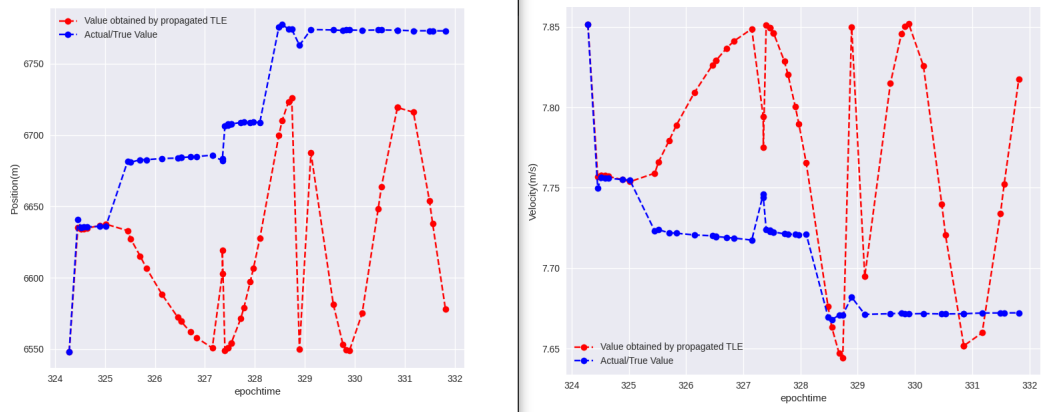 Value obtained by propagated TLE
Actual/True Value
6750
6700
6650
6600
6550
Position(m)
324 325 326 327 328 329 330 331 332
epochtime
7.85
7.80
7.75
7.70
7.65
Velocity(m/s)
Value obtained by propagated TLE
Actual/True Value
324 325 326 327 328 329 330 331 332
epochtime